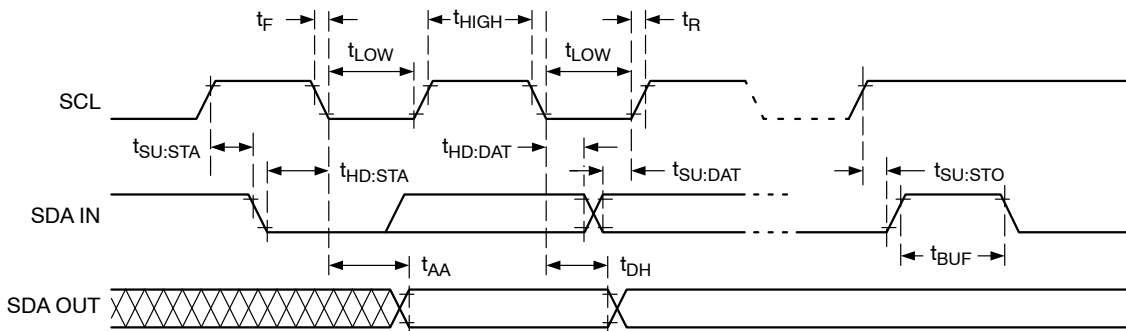 tF
tHIGH
tR
tLOW
tLOW
SCL
tSU:STA
tHD:DAT
tHD:STA
tSU:DAT
tSU:STO
SDA IN
tBUF
tAA
tDH
SDA OUT